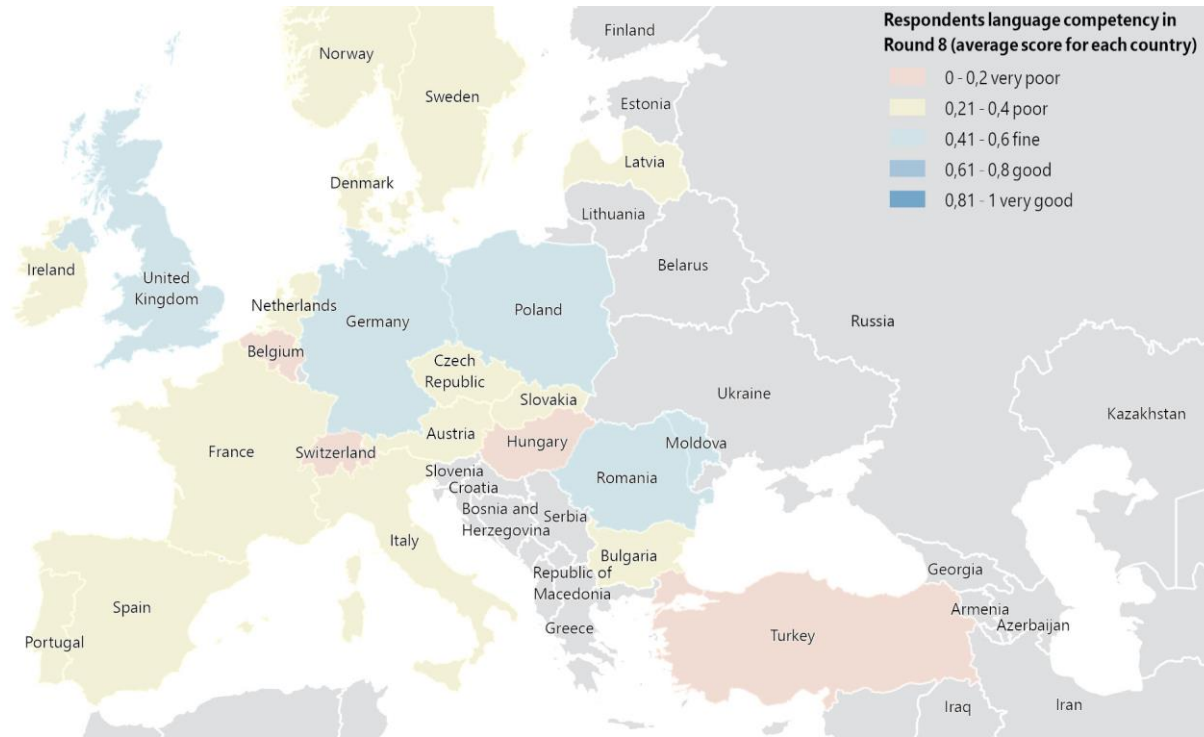 Respondents language competency in
Round 8 (average score for each country)
0 - 0,2 very poor
0,21 - 0,4 poor
0,41 - 0,6 fine
0,61 - 0,8 good
0,81 - 1 very good
Finland
Norway
Sweden
Estonia
Latvia
Denmark
Lithuania
Ireland
United
Kingdom
Belarus
Netherlands
Germany
Poland
Russia
Belgium
Czech
Republic
Ukraine
Slovakia
Kazakhstan
Austria
Hungary
Moldova
France
Switzerland
Slovenia
Romania
Croatia
Bosnia and
Herzegovina
Serbia
Italy
Bulgaria
Georgia
Republic of
Macedonia
Spain
Armenia
Azerbaijan
Greece
Turkey
Portugal
Iraq
Iran